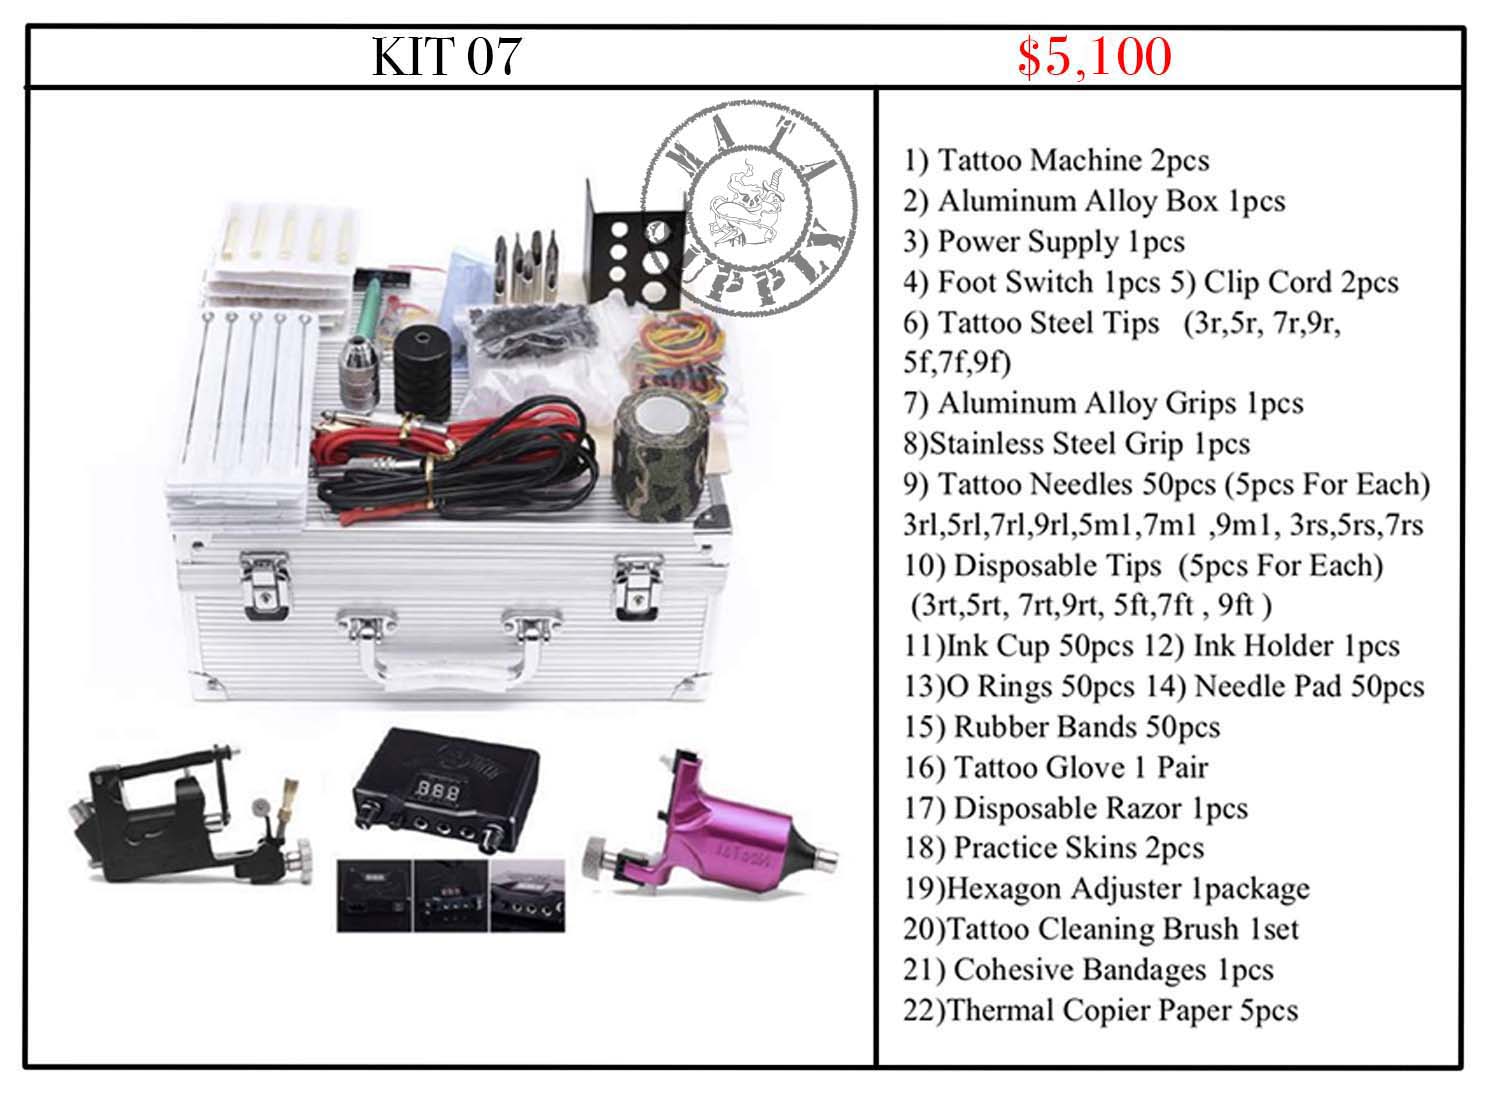 KIT 07
$5,100
MATA
SUPPLY
1) Tattoo Machine 2pcs
2) Aluminum Alloy Box 1pcs
3) Power Supply 1pcs
4) Foot Switch 1pcs 5) Clip Cord 2pcs
6) Tattoo Steel Tips (3r,5r, 7r,9r,
5f,7f,9f)
7) Aluminum Alloy Grips 1pcs
8)Stainless Steel Grip 1pcs
9) Tattoo Needles 50pcs (5pcs For Each)
3rl,5rl,7rl,9rl,5m1,7m1 ,9m1, 3rs,5rs,7rs
10) Disposable Tips (5pcs For Each)
(3rt,5rt, 7rt,9rt, 5ft,7ft , 9ft )
11)Ink Cup 50pcs 12) Ink Holder 1pcs
13)O Rings 50pcs 14) Needle Pad 50pcs
15) Rubber Bands 50pcs
16) Tattoo Glove 1 Pair
17) Disposable Razor 1pcs
18) Practice Skins 2pcs
19)Hexagon Adjuster 1package
20)Tattoo Cleaning Brush 1set
21) Cohesive Bandages 1pcs
22)Thermal Copier Paper 5pcs